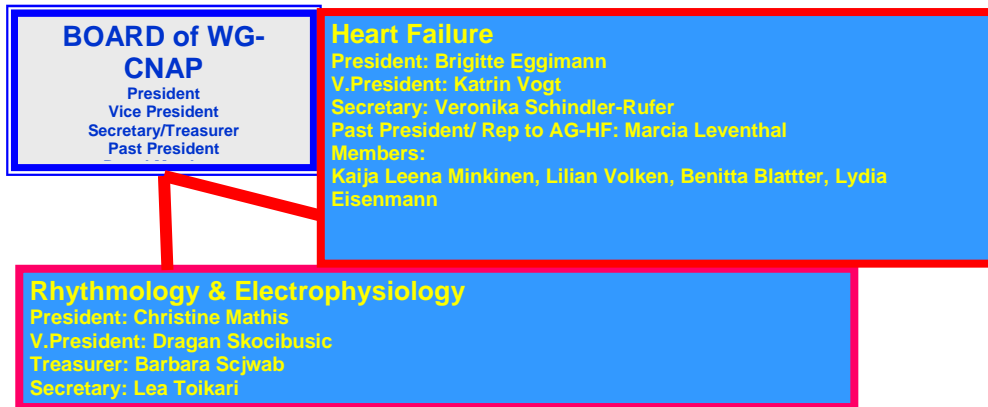 BOARD of WG-
CNAP
President
Vice President
Secretary/Treasurer
Past President
Heart Failure
President: Brigitte Eggimann
V.President: Katrin Vogt
Secretary: Veronika Schindler-Rufer
Past President/ Rep to AG-HF: Marcia Leventhal
Members:
Kaija Leena Minkinen, Lilian Volken, Benitta Blattter, Lydia
Eisenmann
Rhythmology & Electrophysiology
President: Christine Mathis
V.President: Dragan Skocibusic
Treasurer: Barbara Scjwab
Secretary: Lea Toikari